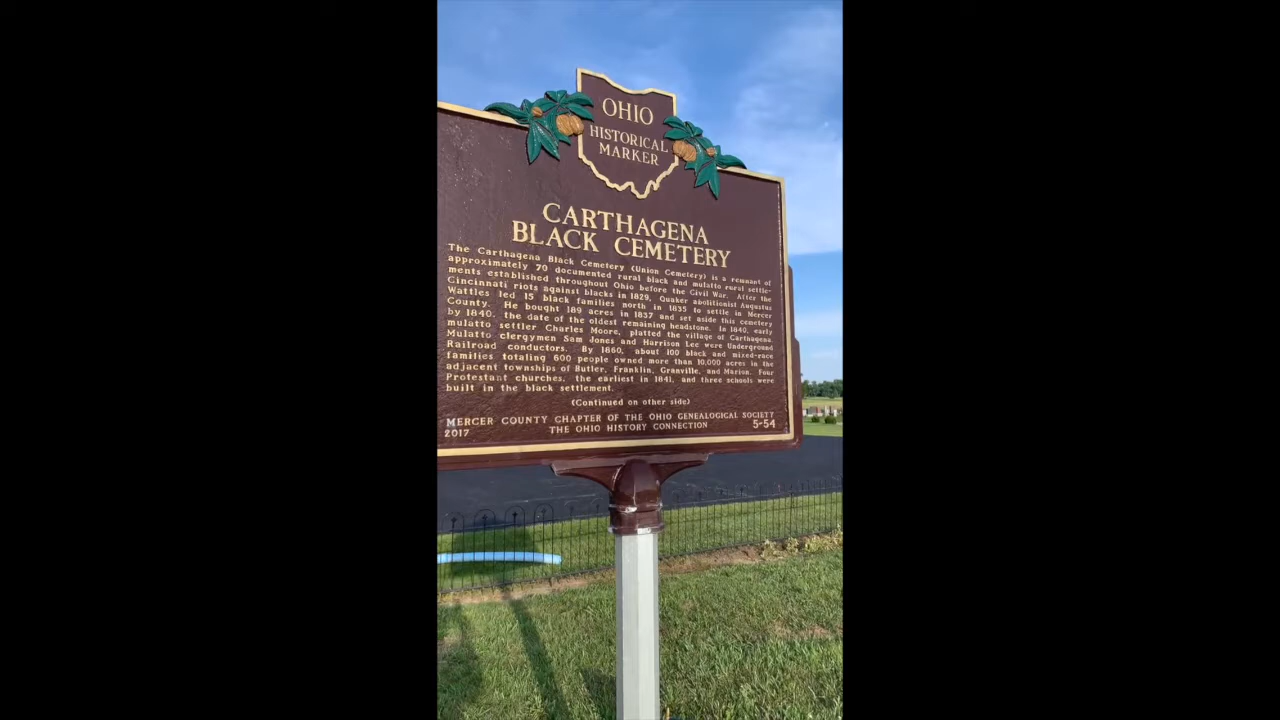 OHIO
HISTORICAL
MARKER
CARTHAGENA
BLACK CEMETERY
The Carthagena Black Cemetery (Union Cemetery) is a remnant of
approximately 70 documented rural black and mulatto rural settle-
ments established throughout Ohio before the Civil War. After the
Cincinnati riots against blacks in 1829, Quaker abolitionist Augustus
Wattles led 15 black families north in 1835 to settle in Mercer
County. He bought 189 acres in 1837 and set aside this cemetery
by 1840, the date of the oldest remaining headstone. In 1840, early
mulatto settler Charles Moore, platted the village of Carthagena.
Mulatto clergymen Sam Jones and Harrison Lee were Underground
Railroad conductors. By 1860, about 100 black and mixed-race
families totaling 600 people owned more than 10,000 acres in the
adjacent townships of Butler, Franklin, Granville, and Marion. Four
Protestant churches, the earliest in 1841, and three schools were
built in the black settlement.
(Continued on other side)
MERCER COUNTY CHAPTER OF THE OHIO GENEALOGICAL SOCIETY
2017 THE OHIO HISTORY CONNECTION 5-54